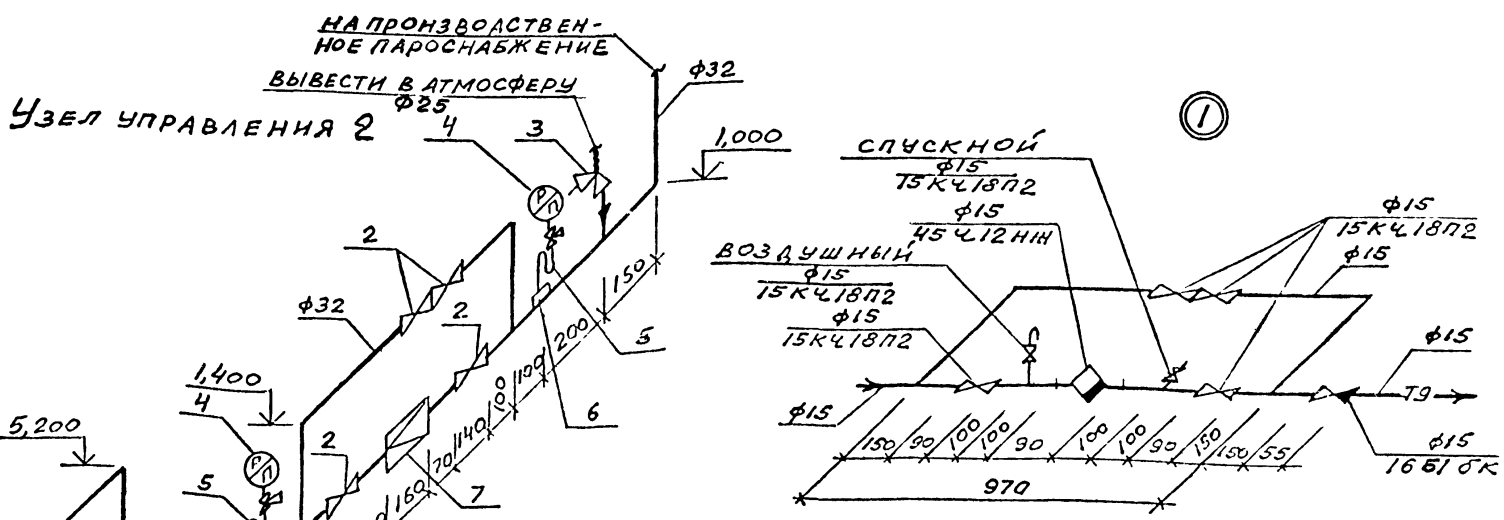 НА ПРОИЗВОДСТВЕН-
НОЕ ПАРОСНАБЖЕНИЕ
ВЫВЕСТИ В АТМОСФЕРУ
ф25
ф32
УЗЕЛ УПРАВЛЕНИЯ 2
4
3
1,000
P
П
2
ф32
2
150
200
100
100
140
70
160
5
6
7
1,400
4
5,200
P
П
2
5
1
СПУСКНОЙ
ф15
15КЧ18П2
ф15
45Ч12НЖ
ВОЗДУШНЫЙ
ф15
15КЧ18П2
ф15
15КЧ18П2
ф15
15КЧ18П2
ф15
ф15
ф15
Т9
150 90 100 100 90 100 100 90 150 150 55
970
ф15
16Б1БК